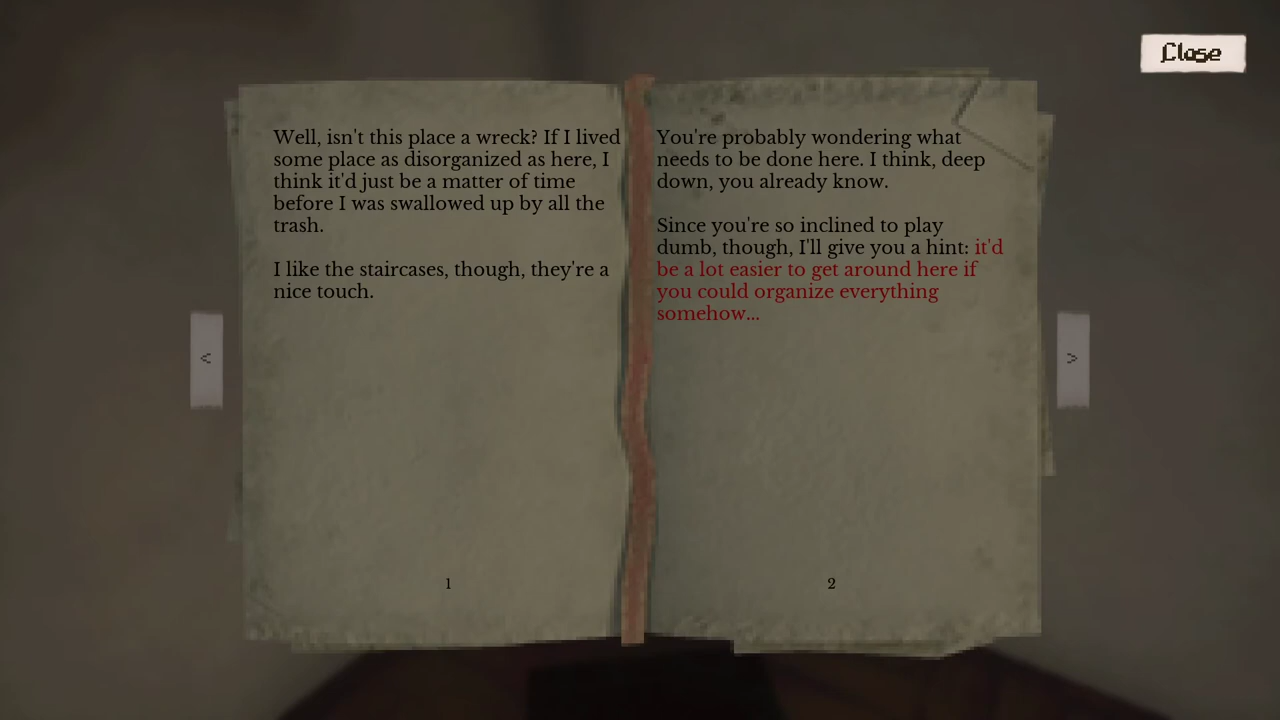 Close
Well, isn't this place a wreck? If I lived
some place as disorganized as here, I
think it'd just be a matter of time
before I was swallowed up by all the
trash.
I like the staircases, though, they're a
nice touch.
1
You're probably wondering what
needs to be done here. I think, deep
down, you already know.
Since you're so inclined to play
dumb, though, I'll give you a hint: it'd
be a lot easier to get around here if
you could organize everything
somehow...
2
<
>